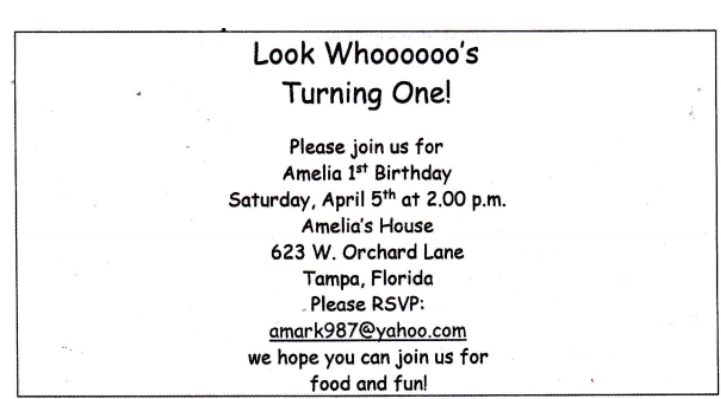 Look Whoooooo's
Turning One!
Please join us for
Amelia 1st Birthday
Saturday, April 5th at 2.00 p.m.
Amelia's House
623 W. Orchard Lane
Tampa, Florida
Please RSVP:
amark987@yahoo.com
we hope you can join us for
food and fun!